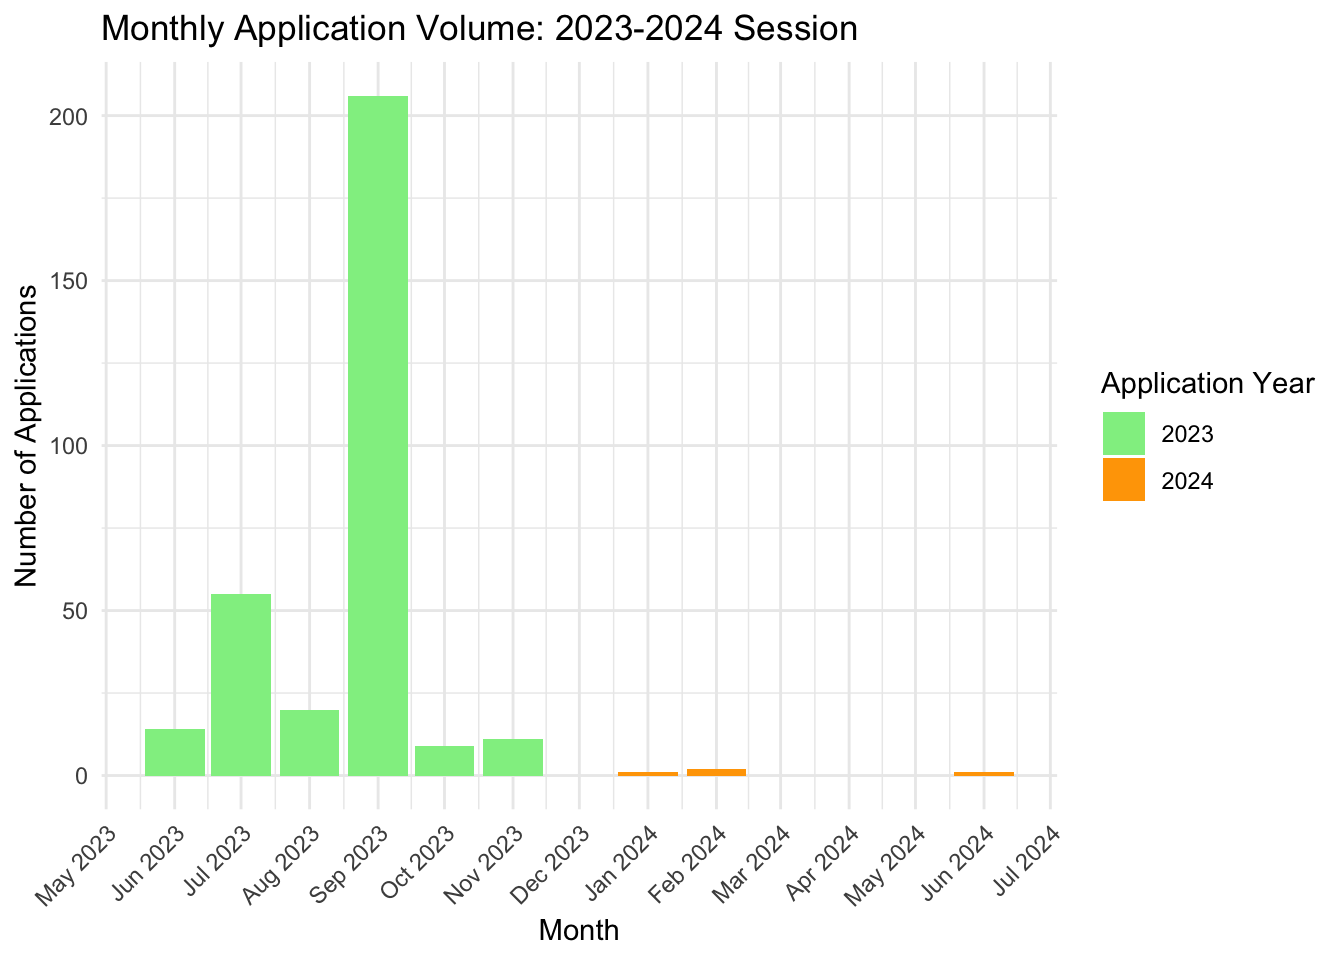 Monthly Application Volume: 2023-2024 Session
Number of Applications
200
150
100
50
0
May 2023
Jun 2023
Jul 2023
Aug 2023
Sep 2023
Oct 2023
Nov 2023
Dec 2023
Jan 2024
Feb 2024
Mar 2024
Apr 2024
May 2024
Jun 2024
Jul 2024
Month
Application Year
2023
2024